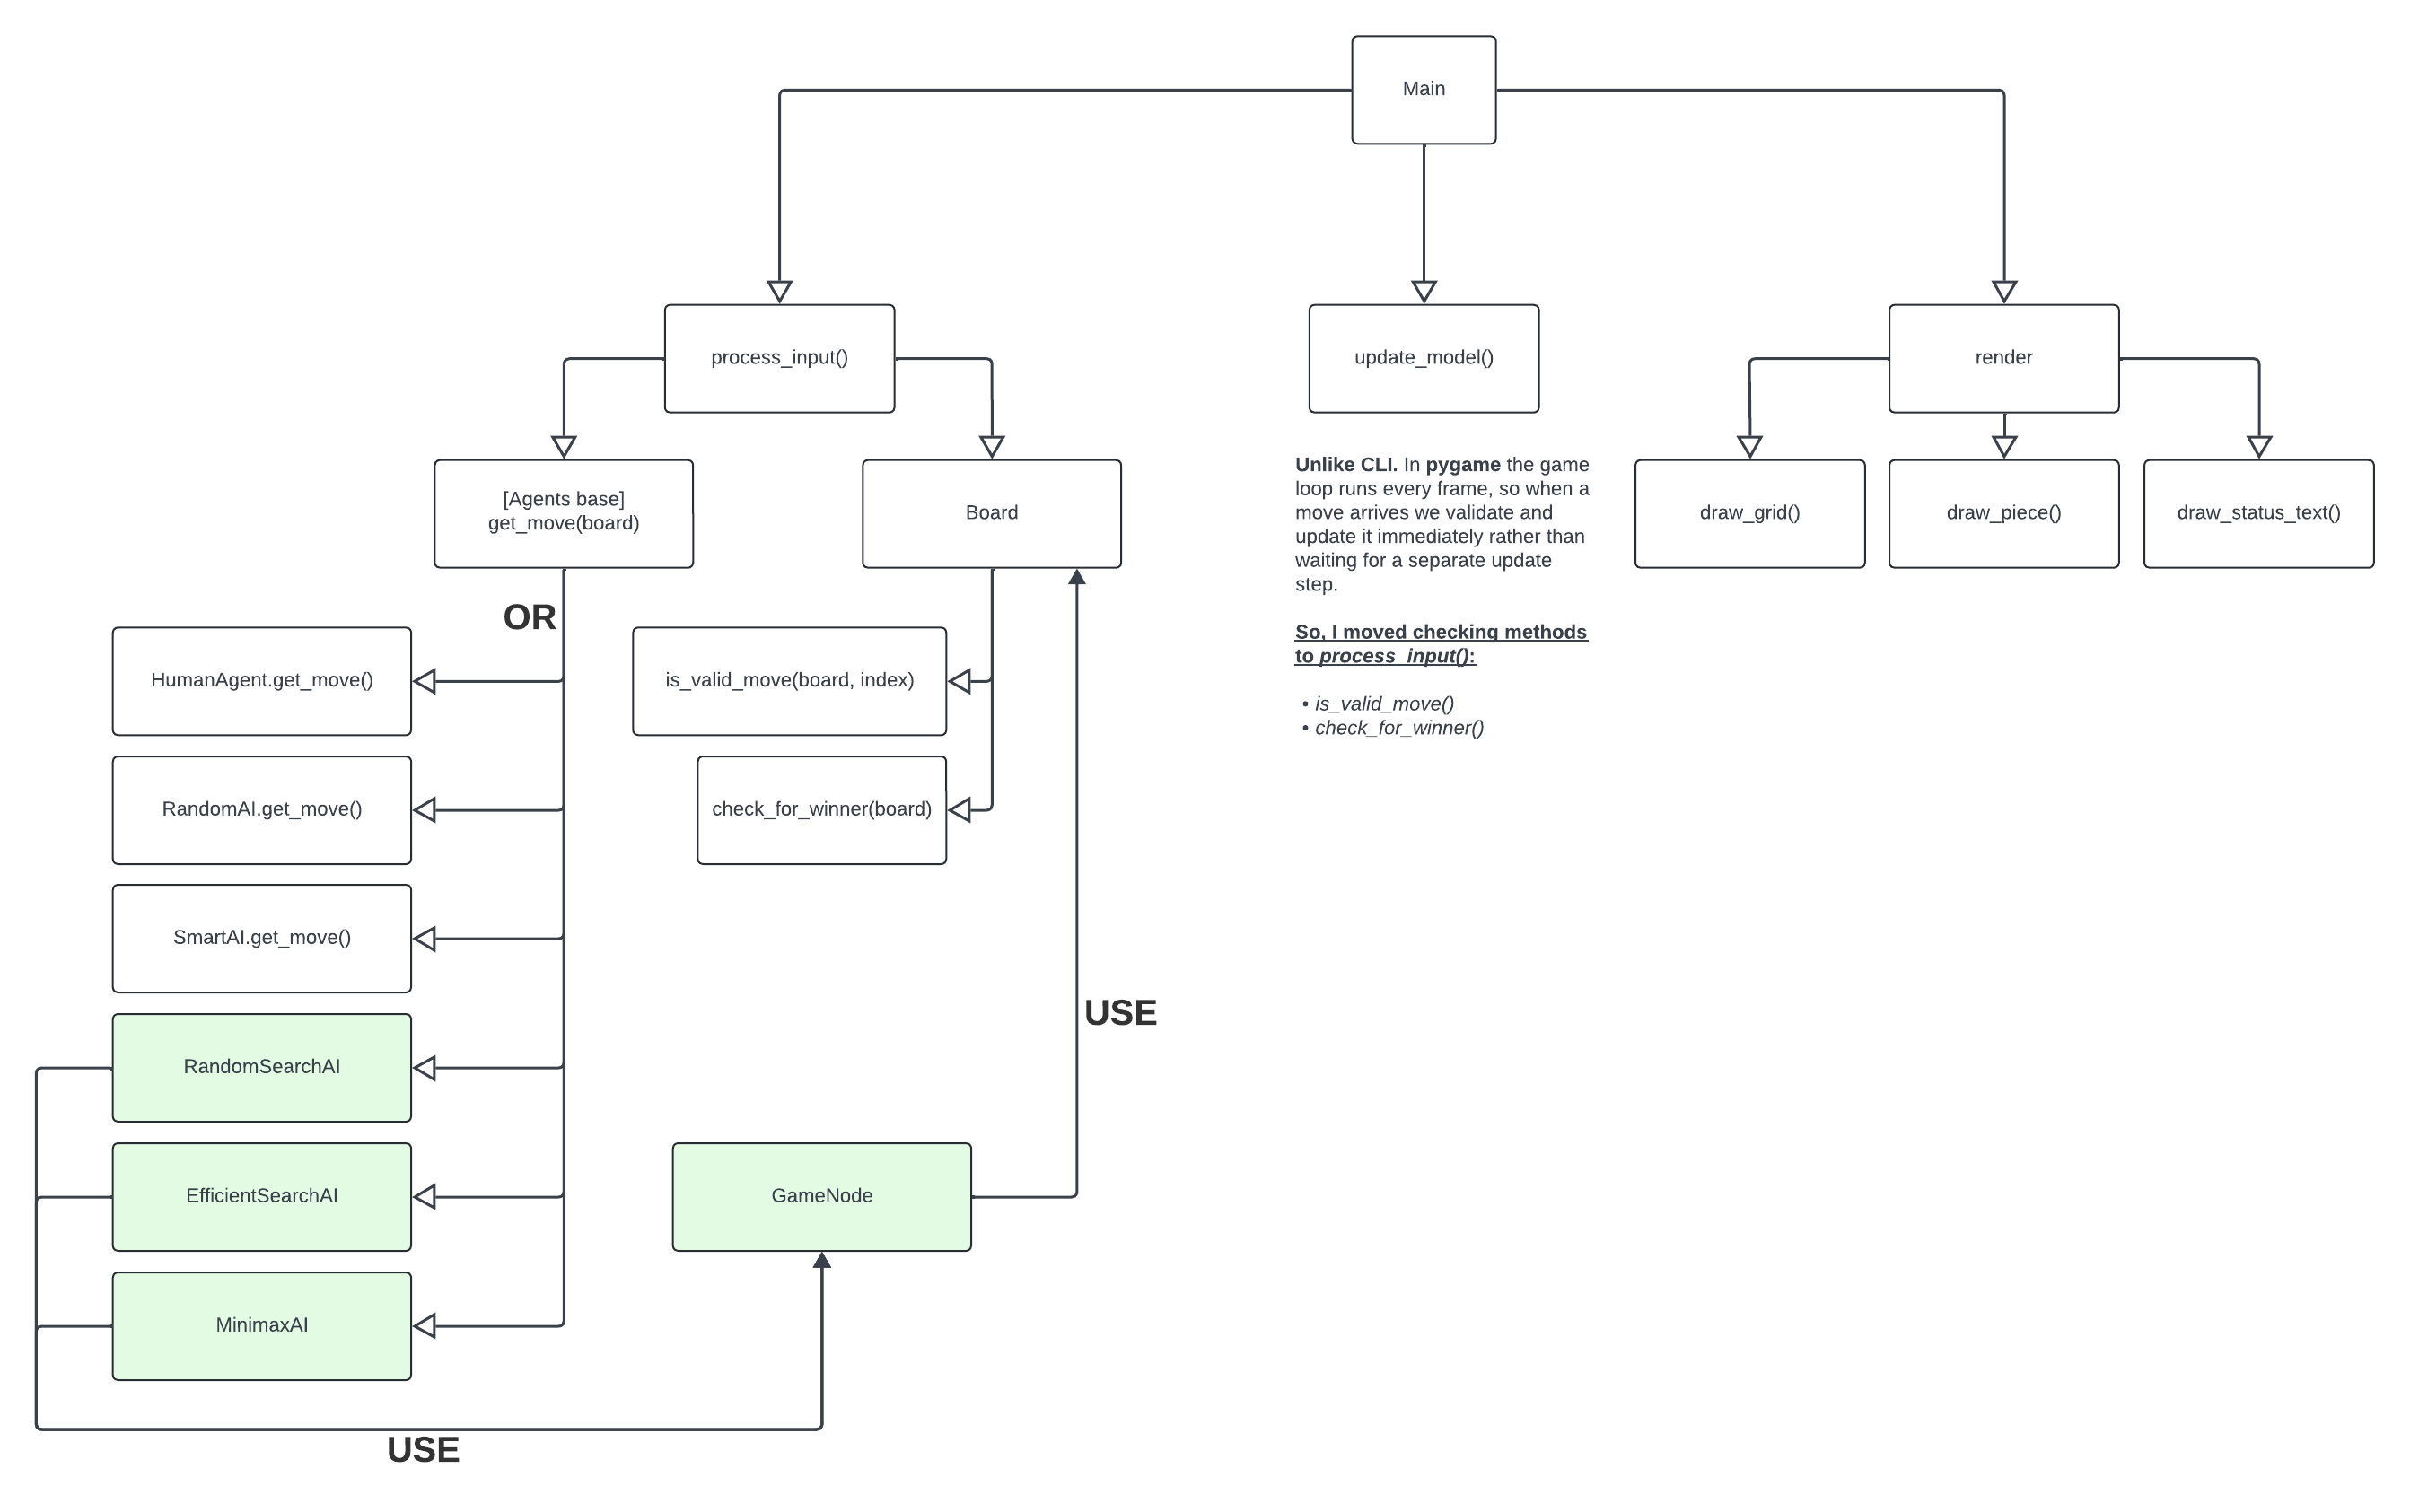 Main
process_input()
update_model()
render
[Agents base]
get_move(board)
Board
Unlike CLI. In pygame the game
loop runs every frame, so when a
move arrives we validate and
update it immediately rather than
waiting for a separate update
step.
So, I moved checking methods
to process_input():
• is_valid_move()
• check_for_winner()
draw_grid()
draw_piece()
draw_status_text()
OR
HumanAgent.get_move()
is_valid_move(board, index)
RandomAI.get_move()
check_for_winner(board)
SmartAI.get_move()
USE
RandomSearchAI
EfficientSearchAI
GameNode
MinimaxAI
USE